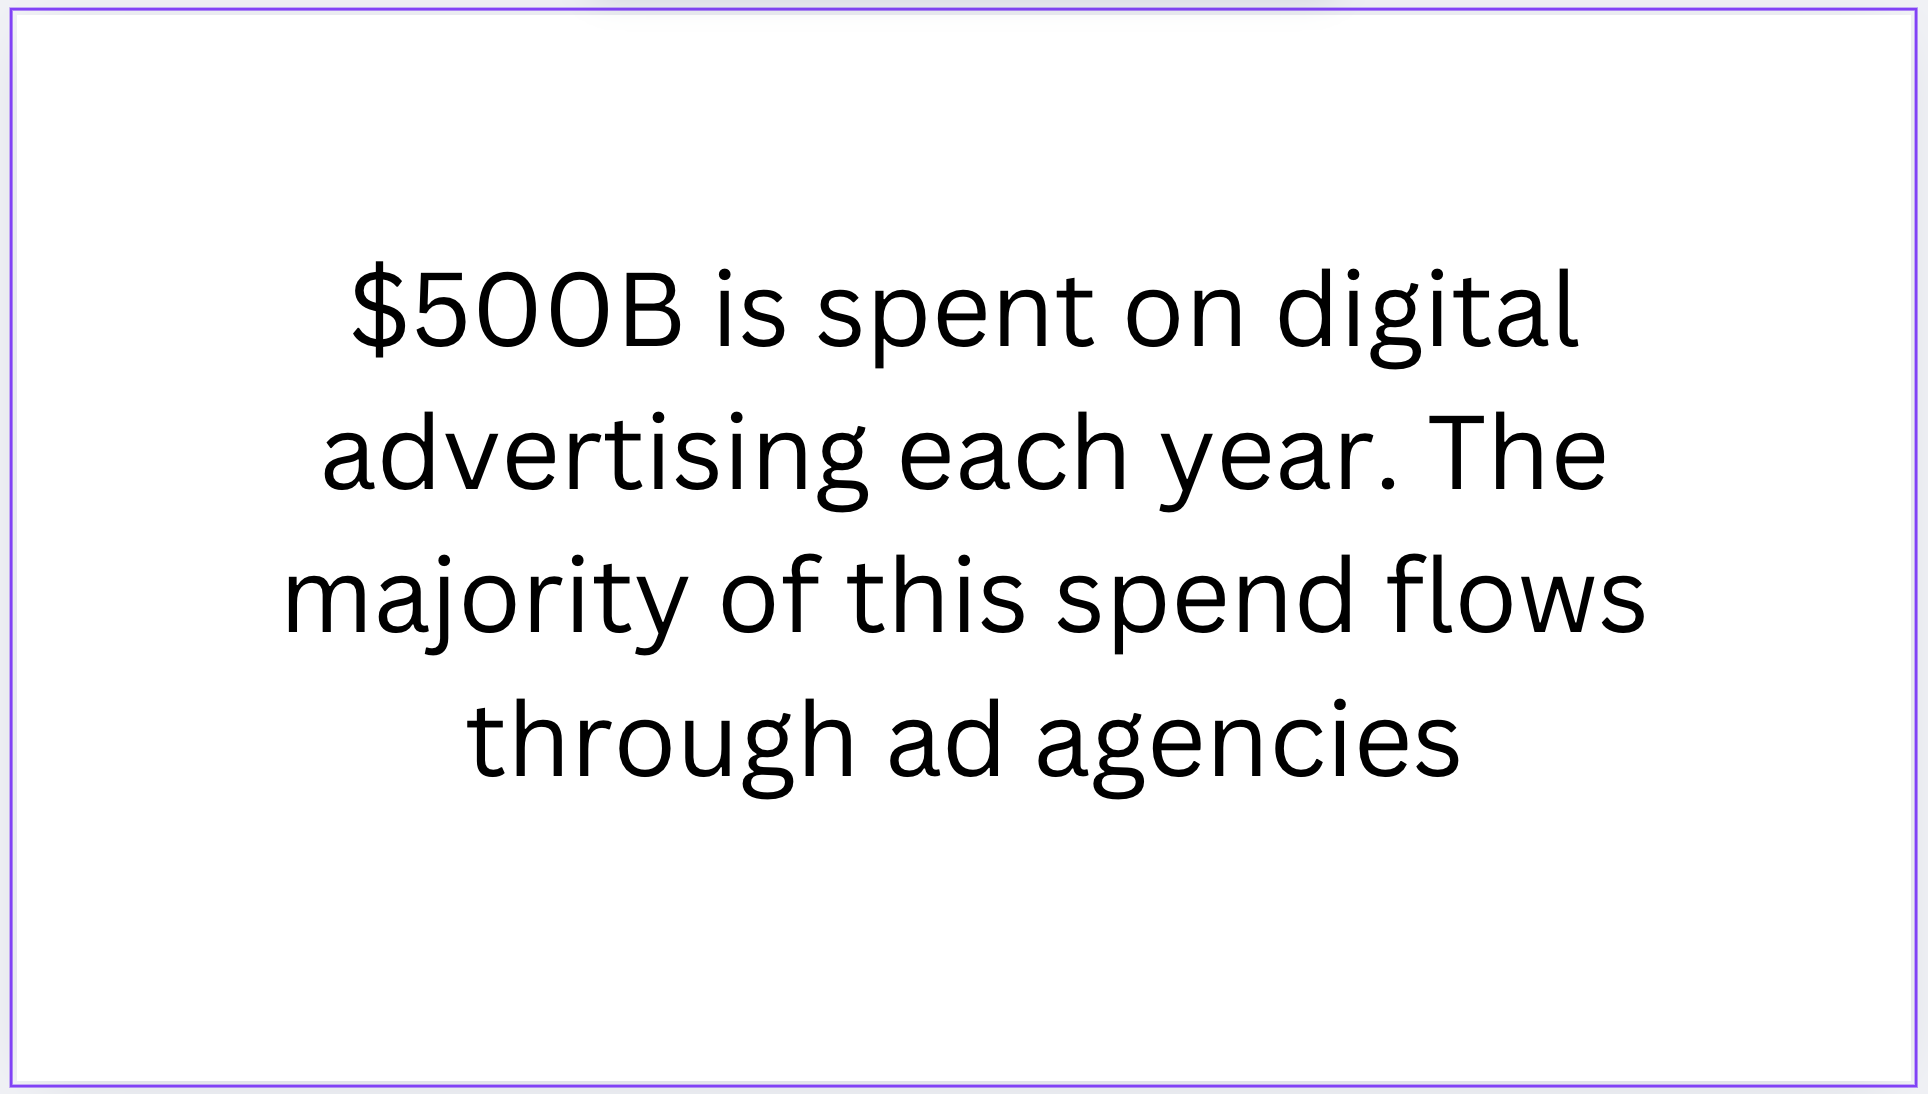 $500B is spent on digital
advertising each year. The
majority of this spend flows
through ad agencies